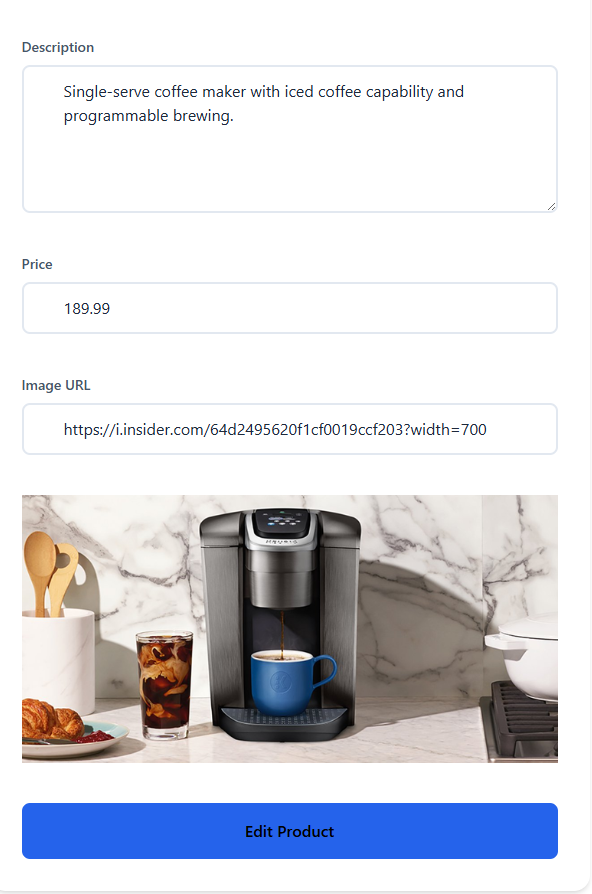 Description
Single-serve coffee maker with iced coffee capability and
programmable brewing.
Price
189.99
Image URL
https://i.insider.com/64d2495620f1cf0019ccf203?width=700
KEURIG
Edit Product